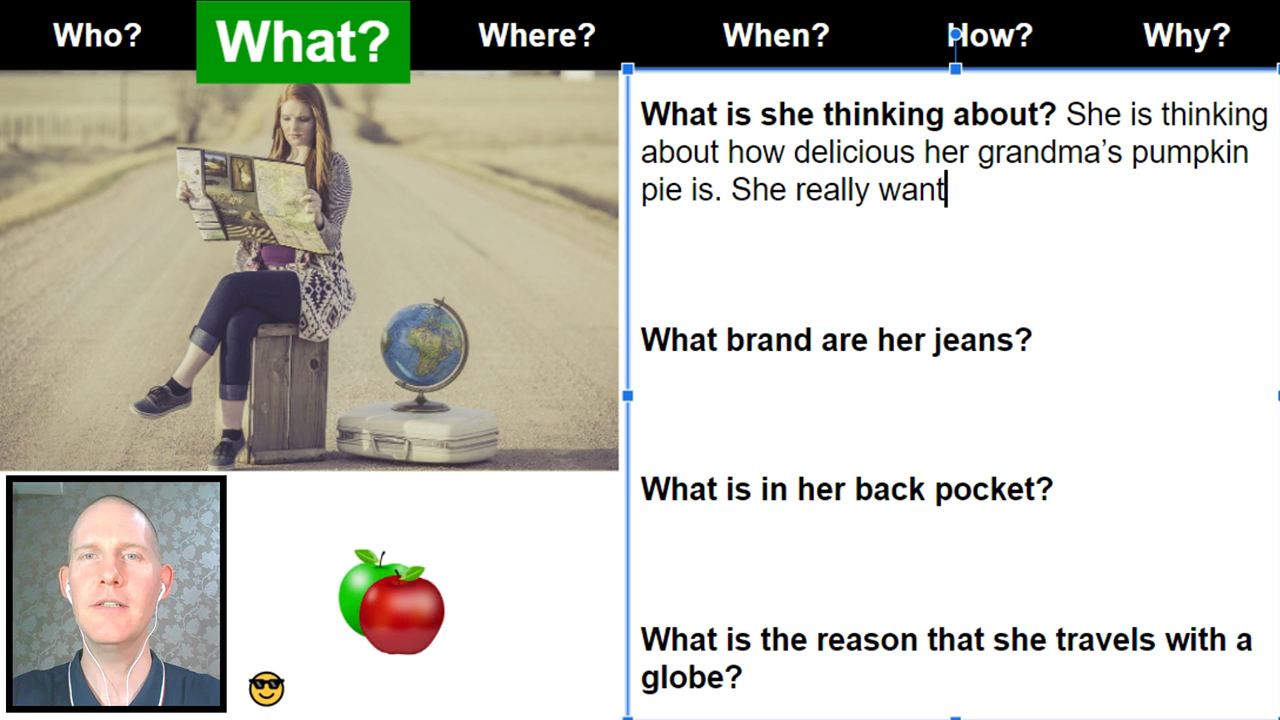 Who? What? Where? When? How? Why?
What is she thinking about? She is thinking
about how delicious her grandma’s pumpkin
pie is. She really want
What brand are her jeans?
What is in her back pocket?
What is the reason that she travels with a
globe?